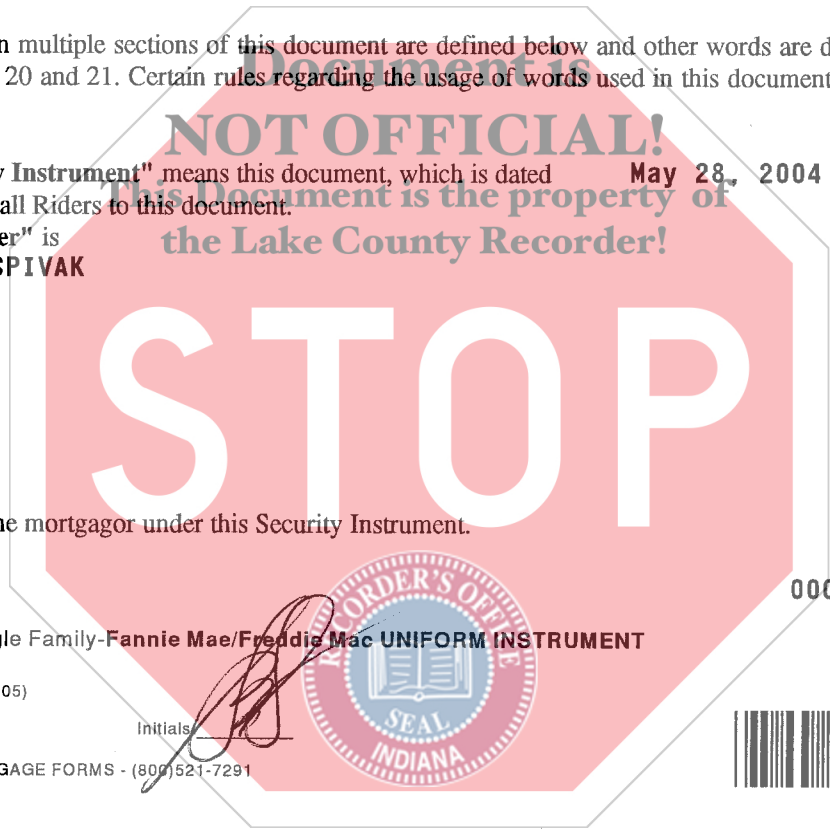 n multiple sections of this document are defined below and other words are d
20 and 21. Certain rules regarding the usage of words used in this document
Document is
NOT OFFICIAL!
This Document is the property of
the Lake County Recorder!
y Instrument" means this document, which is dated May 28, 2004
all Riders to this document.
er" is
SPIVAK
STOP
he mortgagor under this Security Instrument.
000
gle Family-Fannie Mae/Freddie Mac UNIFORM INSTRUMENT
05)
Initials
GAGE FORMS - (800)521-7291
RECORDER'S OFFICE
SEAL
INDIANA